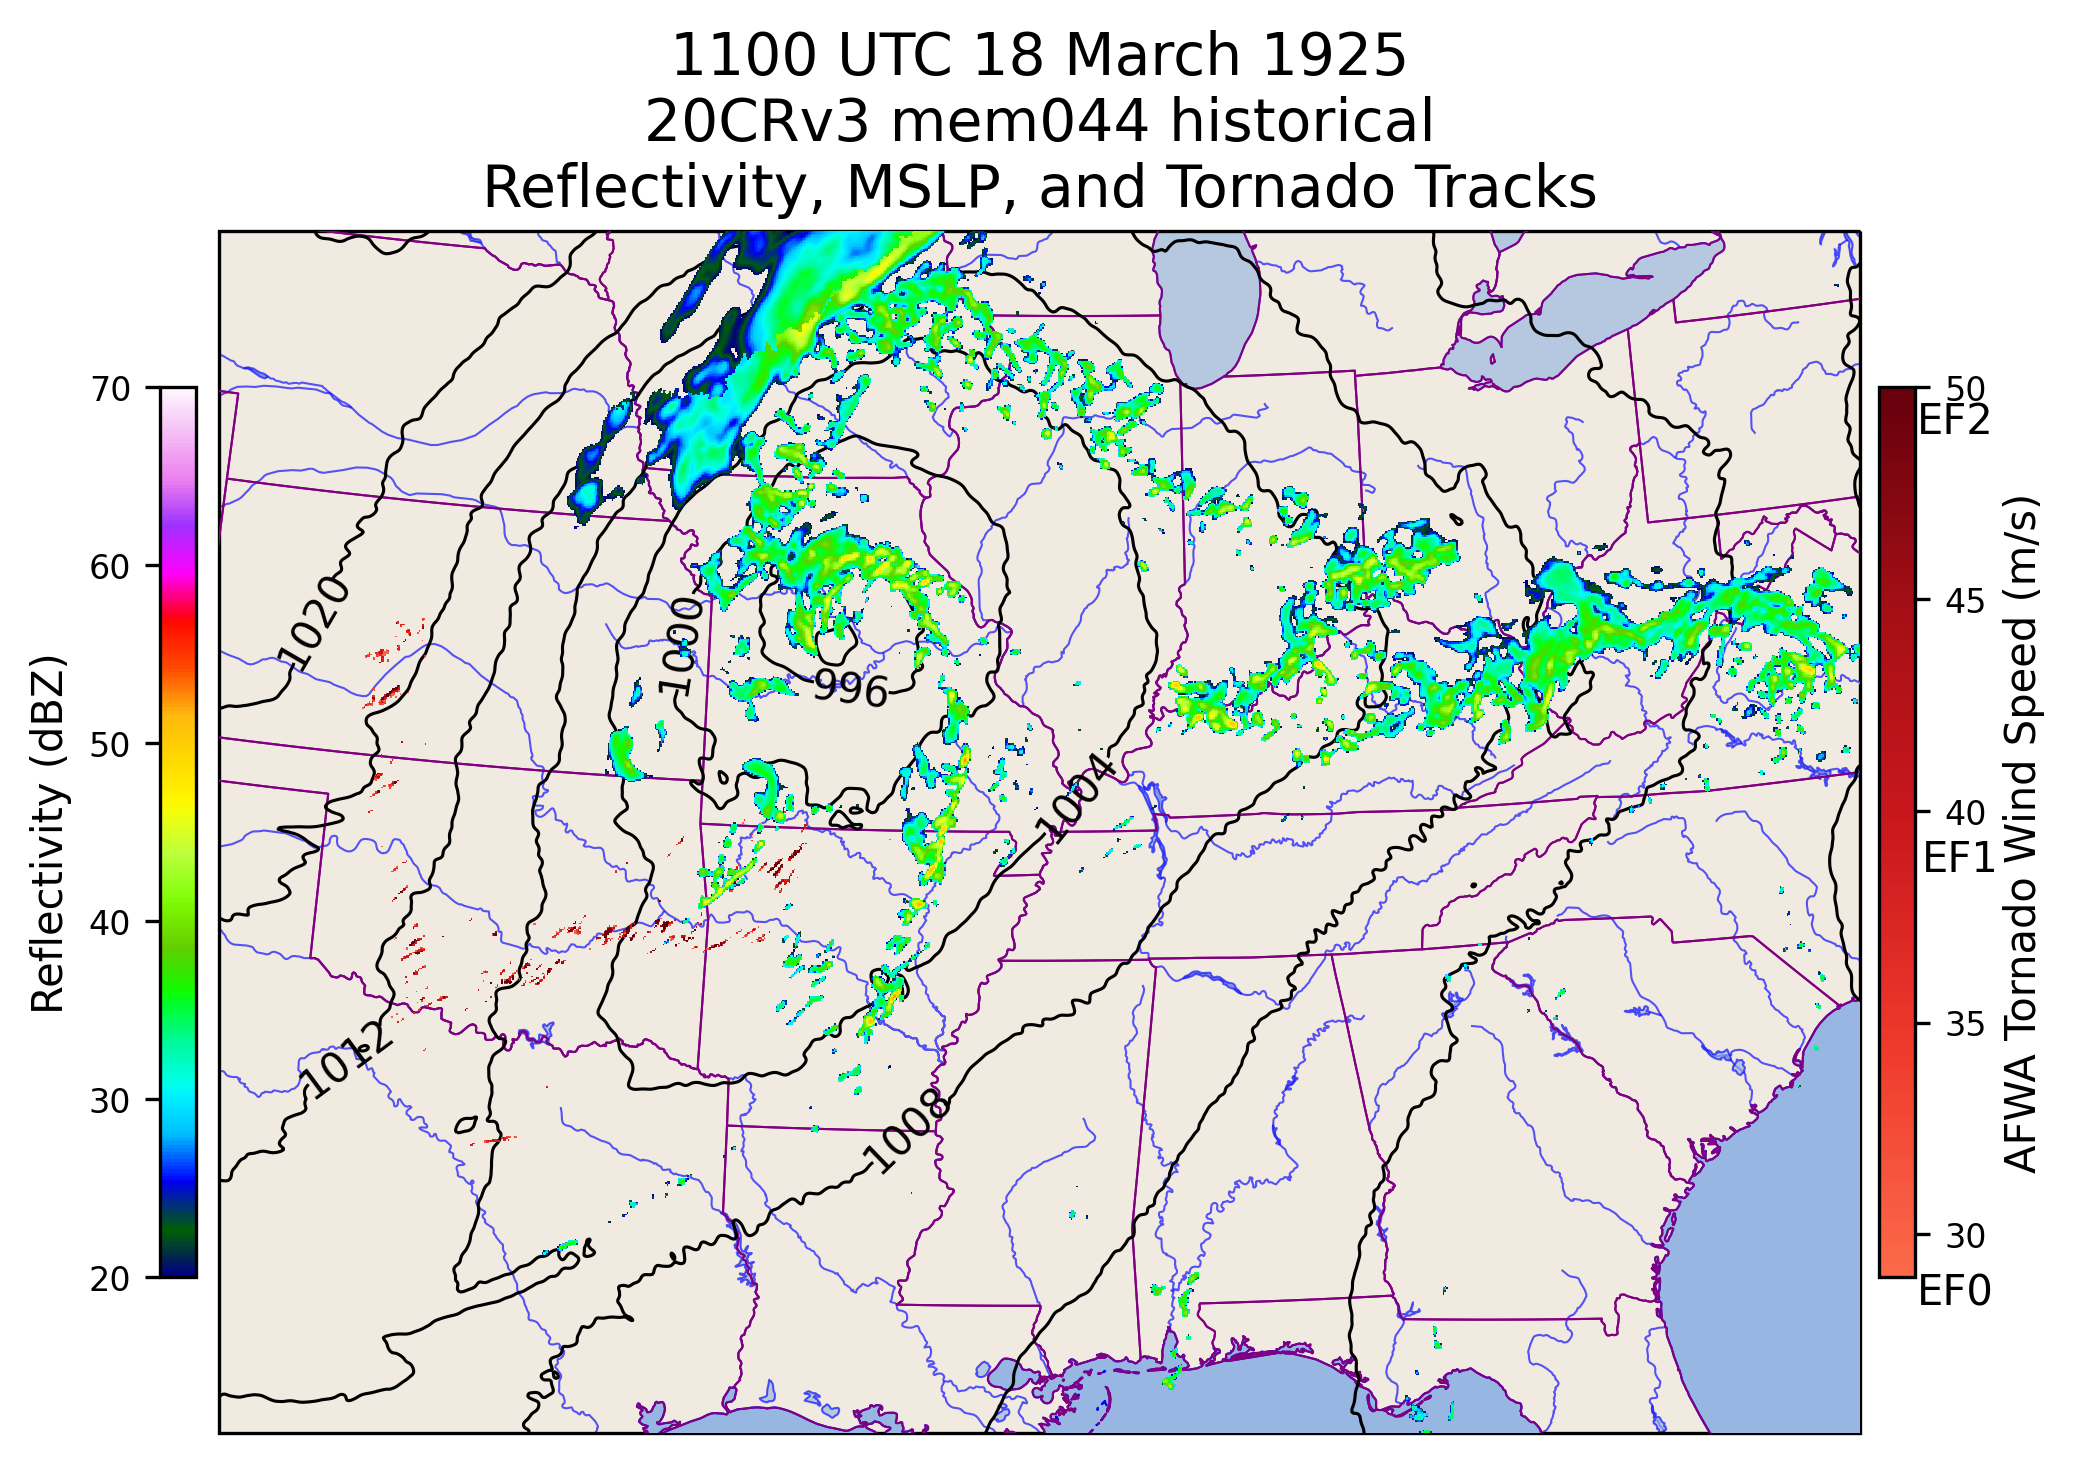 1100 UTC 18 March 1925
20CRv3 mem044 historical
Reflectivity, MSLP, and Tornado Tracks
70
60
50
40
30
20
Reflectivity (dBZ)
1020
1000
996
1004
1012
1008
50
EF2
45
40
EF1
35
30
EF0
AFWA Tornado Wind Speed (m/s)